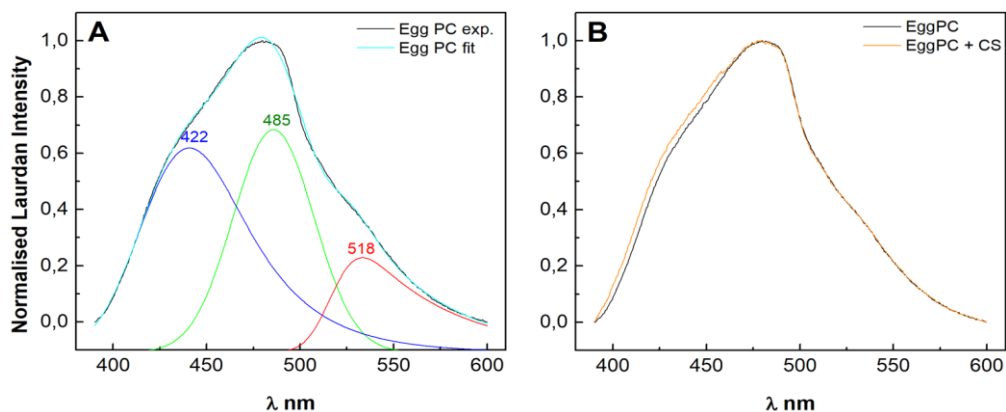 A
Egg PC exp.
Egg PC fit
422
485
518
1,0
0,8
0,6
0,4
0,2
0,0
400
450
500
550
600
Normalised Laurdan Intensity
λ nm
B
EggPC
EggPC + CS
1,0
0,8
0,6
0,4
0,2
0,0
400
450
500
550
600
λ nm